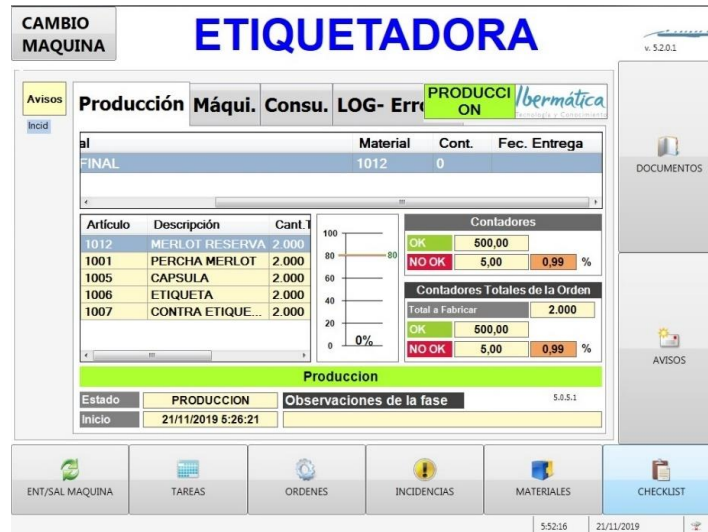 CAMBIO
MAQUINA
ETIQUETADORA
v. 5.2.0.1
Avisos
Incid
Producción Máqui. Consu. LOG- Erro
PRODUCCI
ON
Ibermática
Tecnología y Conocimiento
al Material Cont. Fec. Entrega
FINAL 1012 0
Artículo Descripción Cant.T
1012 MERLOT RESERVA 2.000
1001 PERCHA MERLOT 2.000
1005 CAPSULA 2.000
1006 ETIQUETA 2.000
1007 CONTRA ETIQUE... 2.000
100
80 80
60
40
20
0 0%
Contadores
OK 500,00
NO OK 5,00 0,99 %
Contadores Totales de la Orden
Total a Fabricar 2.000
OK 500,00
NO OK 5,00 0,99 %
Produccion
Estado PRODUCCION Observaciones de la fase 5.0.5.1
Inicio 21/11/2019 5:26:21
DOCUMENTOS
AVISOS
ENT/SAL MAQUINA TAREAS ORDENES INCIDENCIAS MATERIALES CHECKLIST
5:52:16 21/11/2019